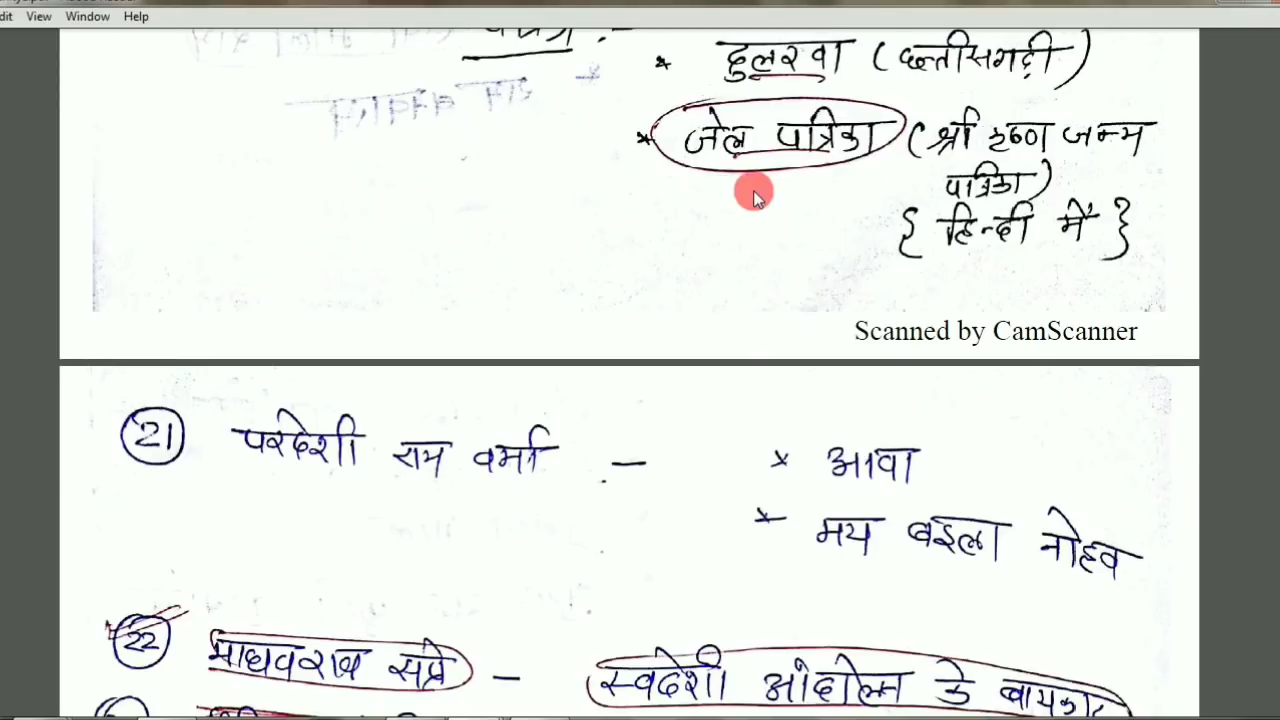 dit View Window Help
* दुलरवा (छत्तीसगढ़ी)
* जेल पत्रिका (श्री कृष्ण जन्म
पत्रिका)
{ हिन्दी में }
Scanned by CamScanner
21 परदेशी राम वर्मा - * आवा
* मय बइला नोहव
22 माधवराव सप्रे - स्वदेशी आंदोलन के बायकाट